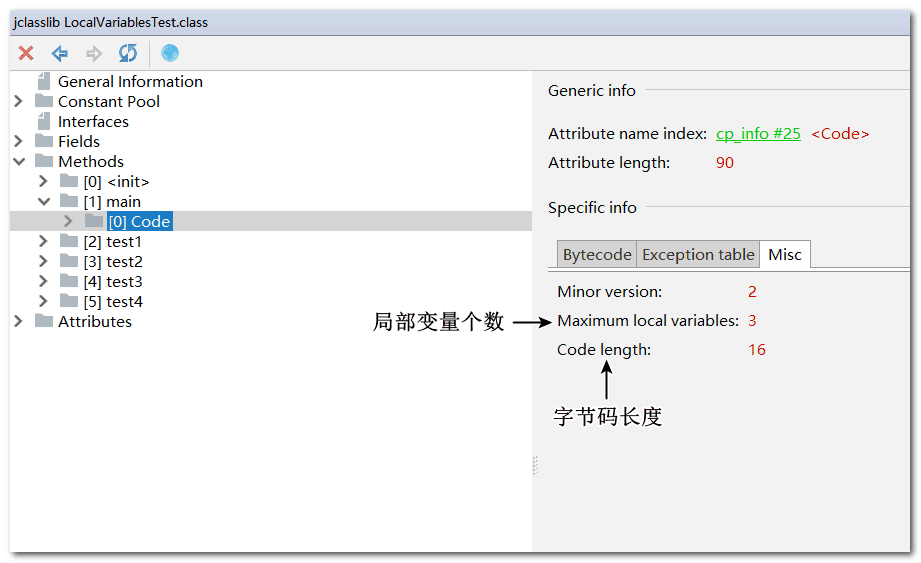 jclasslib LocalVariablesTest.class
General Information
Constant Pool
Interfaces
Fields
Methods
[0] <init>
[1] main
[0] Code
[2] test1
[3] test2
[4] test3
[5] test4
Attributes
Generic info
Attribute name index: cp_info #25 <Code>
Attribute length: 90
Specific info
Bytecode Exception table Misc
Minor version: 2
局部变量个数 Maximum local variables: 3
Code length: 16
字节码长度